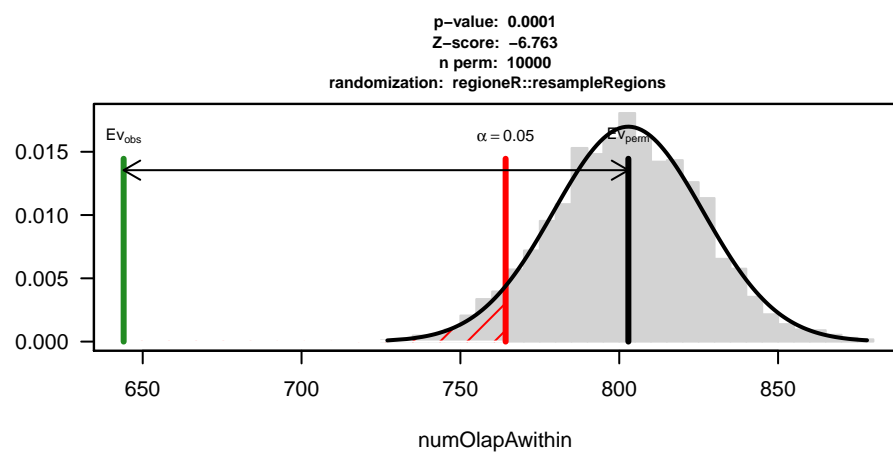 p-value: 0.0001
Z-score: -6.763
n perm: 10000
randomization: regioneR::resampleRegions
Evobs
α = 0.05
Evperm
0.015
0.010
0.005
0.000
650 700 750 800 850
numOlapAwithin